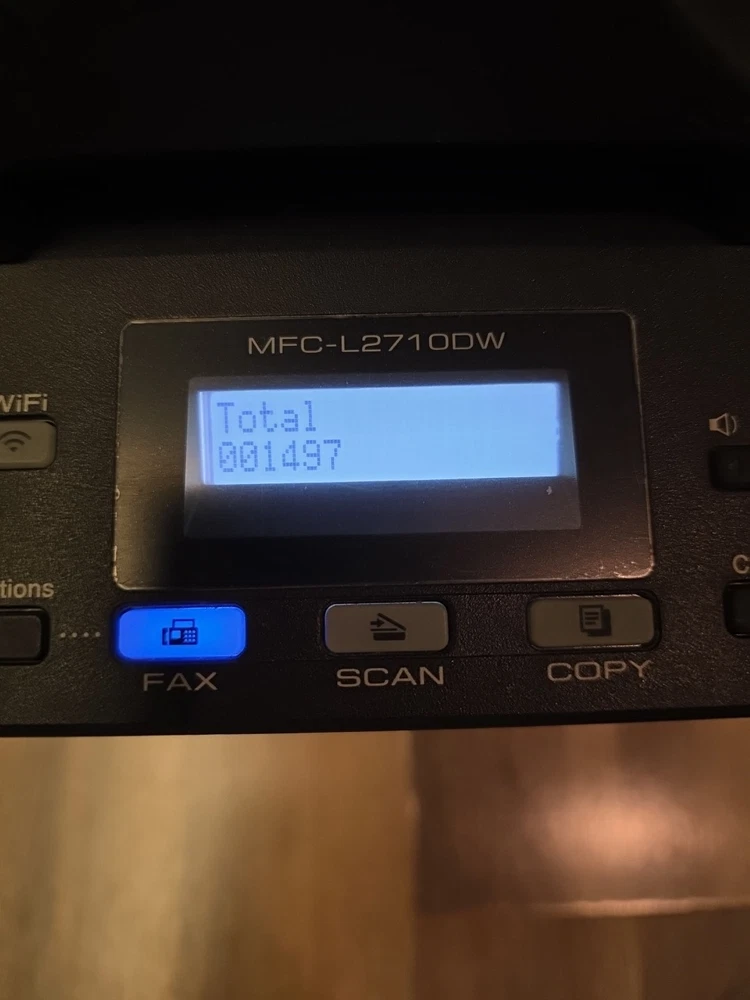 MFC-L2710DW
WiFi
Total
001497
tions
C
FAX
SCAN
COPY